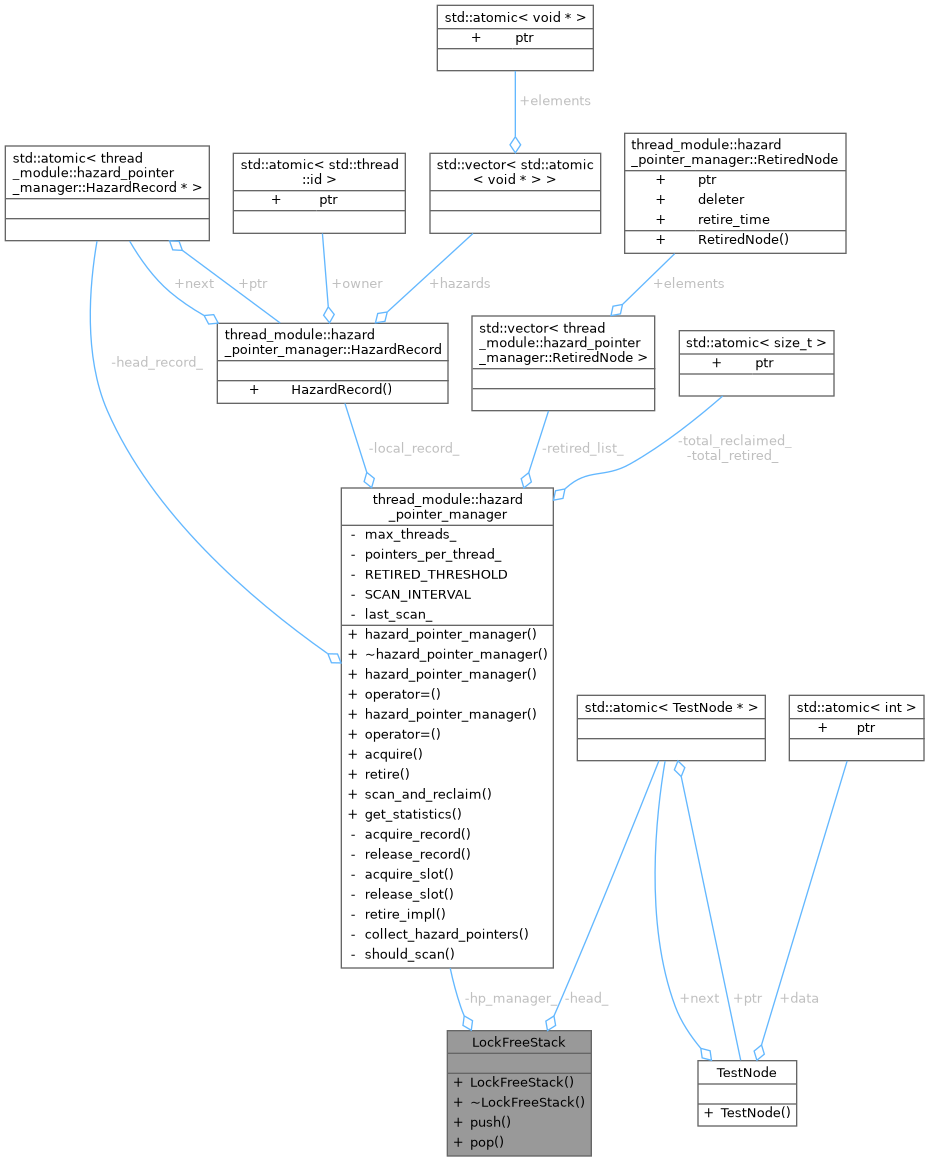 std::atomic< void * >
+ ptr
+elements
std::atomic< thread
_module::hazard_pointer
_manager::HazardRecord * >
std::atomic< std::thread
::id >
+ ptr
std::vector< std::atomic
< void * > >
thread_module::hazard
_pointer_manager::RetiredNode
+ ptr
+ deleter
+ retire_time
+ RetiredNode()
+next
+ptr
+owner
+hazards
+elements
thread_module::hazard
_pointer_manager::HazardRecord
+ HazardRecord()
std::vector< thread
_module::hazard_pointer
_manager::RetiredNode >
std::atomic< size_t >
+ ptr
-head_record_
-local_record_
-retired_list_
-total_reclaimed_
-total_retired_
thread_module::hazard
_pointer_manager
- max_threads_
- pointers_per_thread_
- RETIRED_THRESHOLD
- SCAN_INTERVAL
- last_scan_
+ hazard_pointer_manager()
+ ~hazard_pointer_manager()
+ hazard_pointer_manager()
+ operator=()
+ hazard_pointer_manager()
+ operator=()
+ acquire()
+ retire()
+ scan_and_reclaim()
+ get_statistics()
- acquire_record()
- release_record()
- acquire_slot()
- release_slot()
- retire_impl()
- collect_hazard_pointers()
- should_scan()
std::atomic< TestNode * >
std::atomic< int >
+ ptr
-hp_manager_
-head_
+next
+ptr
+data
LockFreeStack
+ LockFreeStack()
+ ~LockFreeStack()
+ push()
+ pop()
TestNode
+ TestNode()